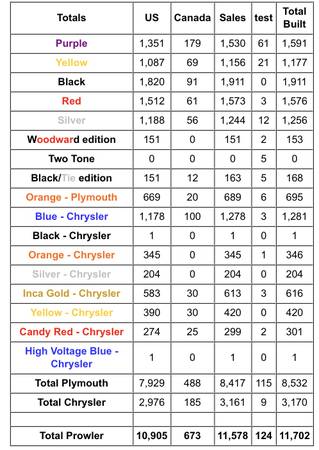 Totals US Canada Sales test Total Built
Purple 1,351 179 1,530 61 1,591
Yellow 1,087 69 1,156 21 1,177
Black 1,820 91 1,911 0 1,911
Red 1,512 61 1,573 3 1,576
Silver 1,188 56 1,244 12 1,256
Woodward edition 151 0 151 2 153
Two Tone 0 0 0 5 0
Black/Tie edition 151 12 163 5 168
Orange - Plymouth 669 20 689 6 695
Blue - Chrysler 1,178 100 1,278 3 1,281
Black - Chrysler 1 0 1 0 1
Orange - Chrysler 345 0 345 1 346
Silver - Chrysler 204 0 204 0 204
Inca Gold - Chrysler 583 30 613 3 616
Yellow - Chrysler 390 30 420 0 420
Candy Red - Chrysler 274 25 299 2 301
High Voltage Blue - Chrysler 1 0 1 0 1
Total Plymouth 7,929 488 8,417 115 8,532
Total Chrysler 2,976 185 3,161 9 3,170
Total Prowler 10,905 673 11,578 124 11,702